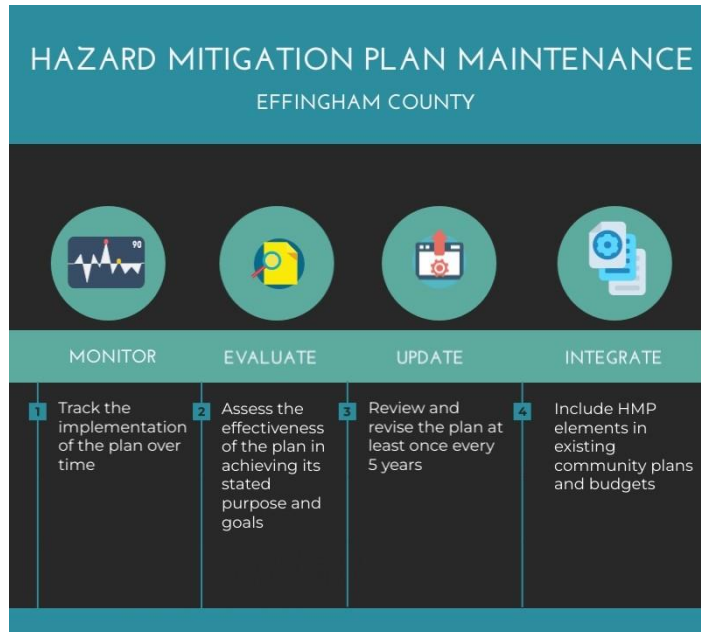 HAZARD MITIGATION PLAN MAINTENANCE
EFFINGHAM COUNTY
90
MONITOR
EVALUATE
UPDATE
INTEGRATE
1
Track the
implementation
of the plan over
time
2
Assess the
effectiveness
of the plan in
achieving its
stated
purpose and
goals
3
Review and
revise the plan at
least once every
5 years
4
Include HMP
elements in
existing
community plans
and budgets